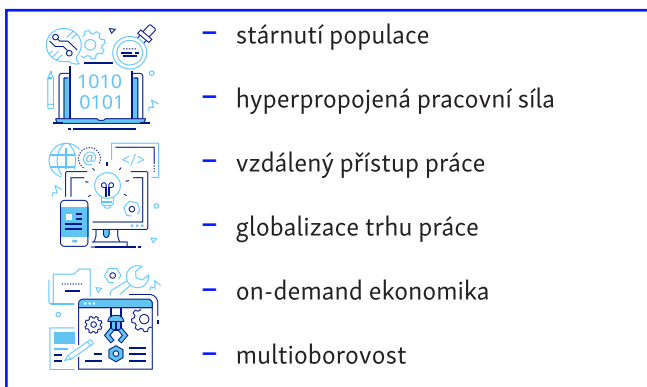 1010
0101
@
</>
– stárnutí populace
– hyperpropojená pracovní síla
– vzdálený přístup práce
– globalizace trhu práce
– on-demand ekonomika
– multioborovost